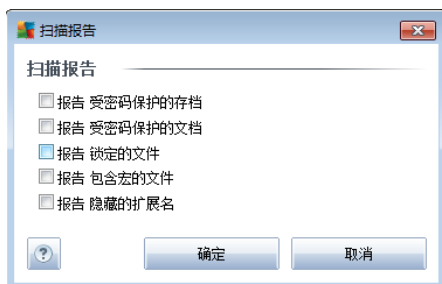 扫描报告
扫描报告
报告 受密码保护的存档
报告 受密码保护的文档
报告 锁定的文件
报告 包含宏的文件
报告 隐藏的扩展名
? 确定 取消